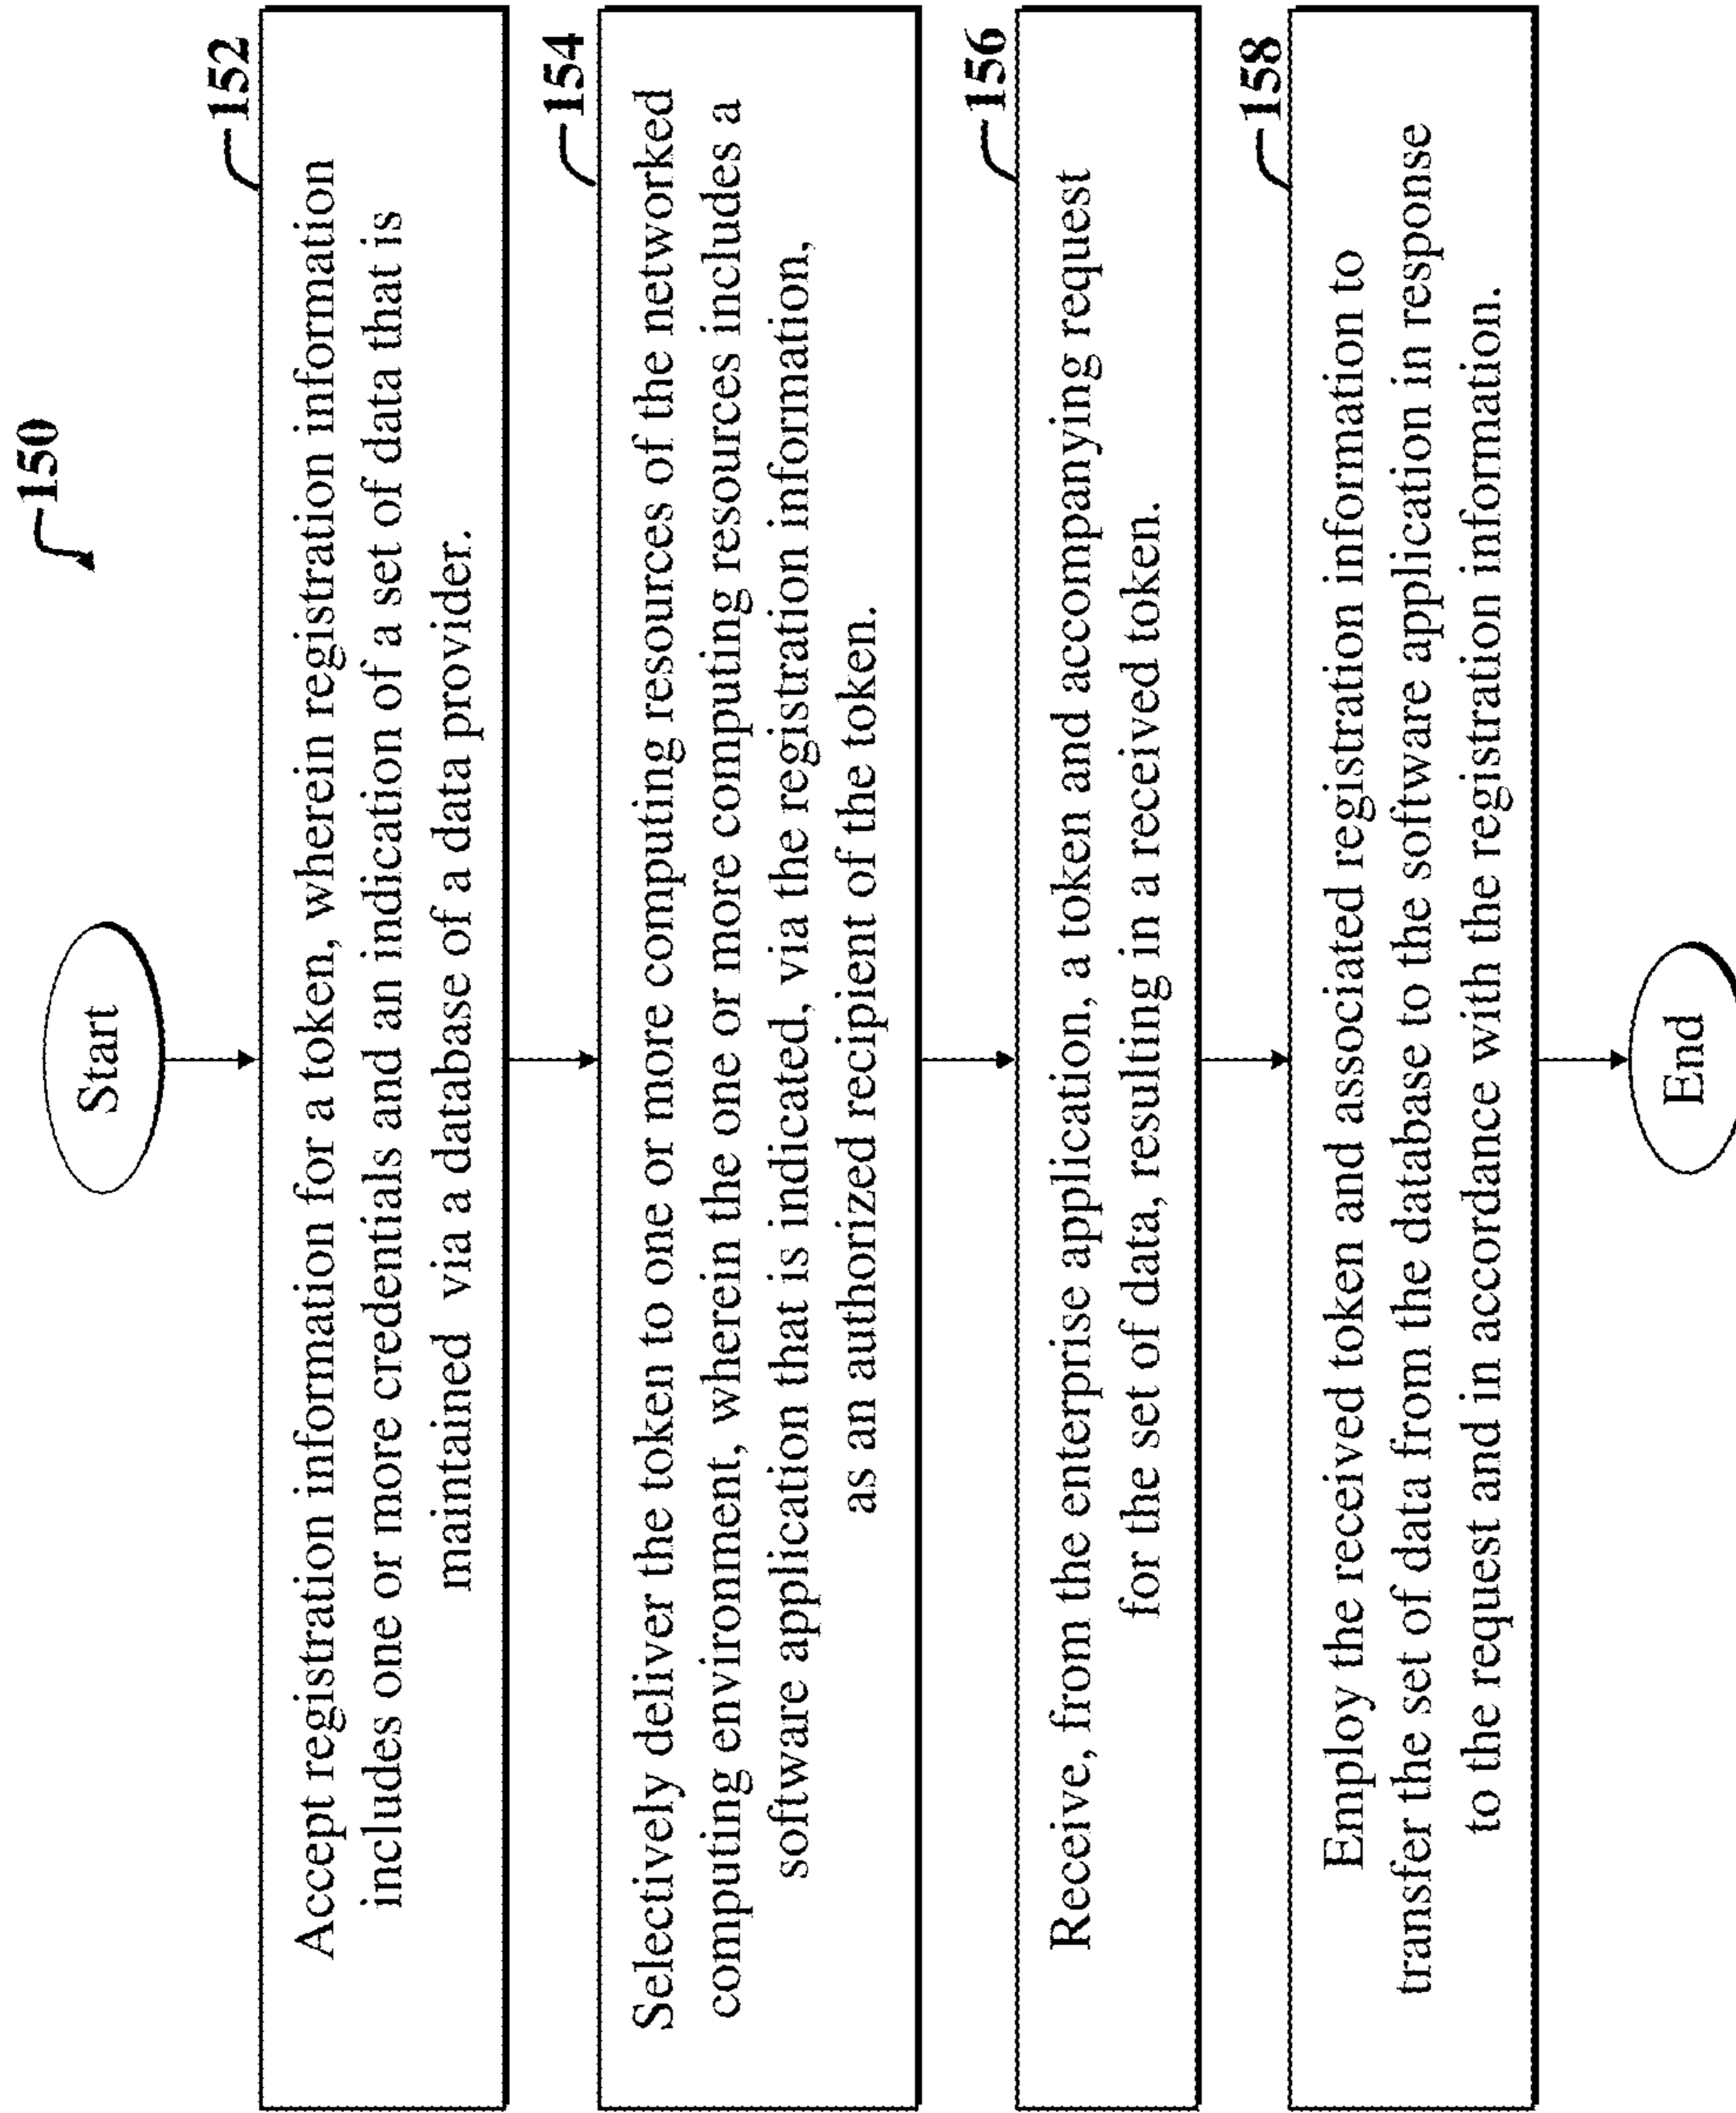 150
Start
152
Accept registration information for a token, wherein registration information
includes one or more credentials and an indication of a set of data that is
maintained via a database of a data provider.
154
Selectively deliver the token to one or more computing resources of the networked
computing environment, wherein the one or more computing resources includes a
software application that is indicated, via the registration information,
as an authorized recipient of the token.
156
Receive, from the enterprise application, a token and accompanying request
for the set of data, resulting in a received token.
158
Employ the received token and associated registration information to
transfer the set of data from the database to the software application in response
to the request and in accordance with the registration information.
End